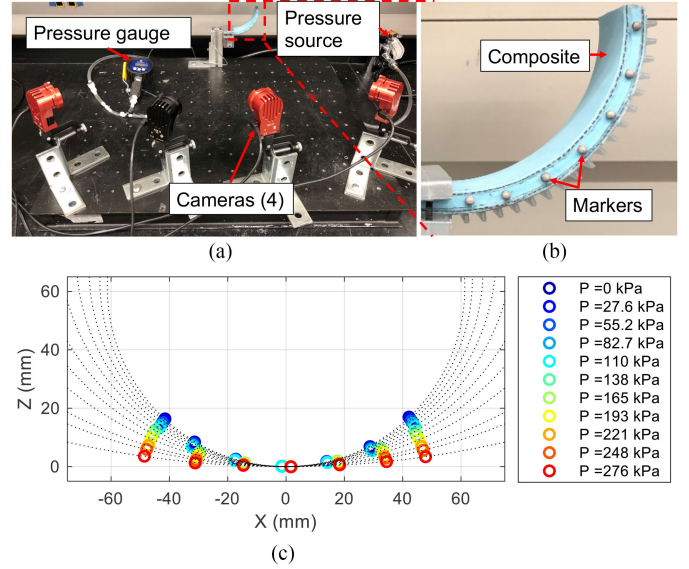 Pressure gauge
Pressure
source
Cameras (4)
(a)
Composite
Markers
(b)
60
40
20
0
Z (mm)
-60 -40 -20 0 20 40 60
X (mm)
P =0 kPa
P =27.6 kPa
P =55.2 kPa
P =82.7 kPa
P =110 kPa
P =138 kPa
P =165 kPa
P =193 kPa
P =221 kPa
P =248 kPa
P =276 kPa
(c)